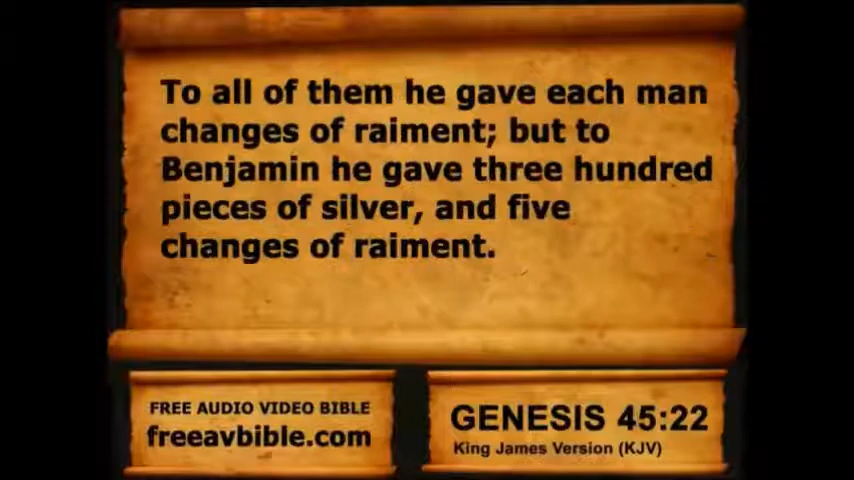 To all of them he gave each man
changes of raiment; but to
Benjamin he gave three hundred
pieces of silver, and five
changes of raiment.
FREE AUDIO VIDEO BIBLE
freeavbible.com
GENESIS 45:22
King James Version (KJV)